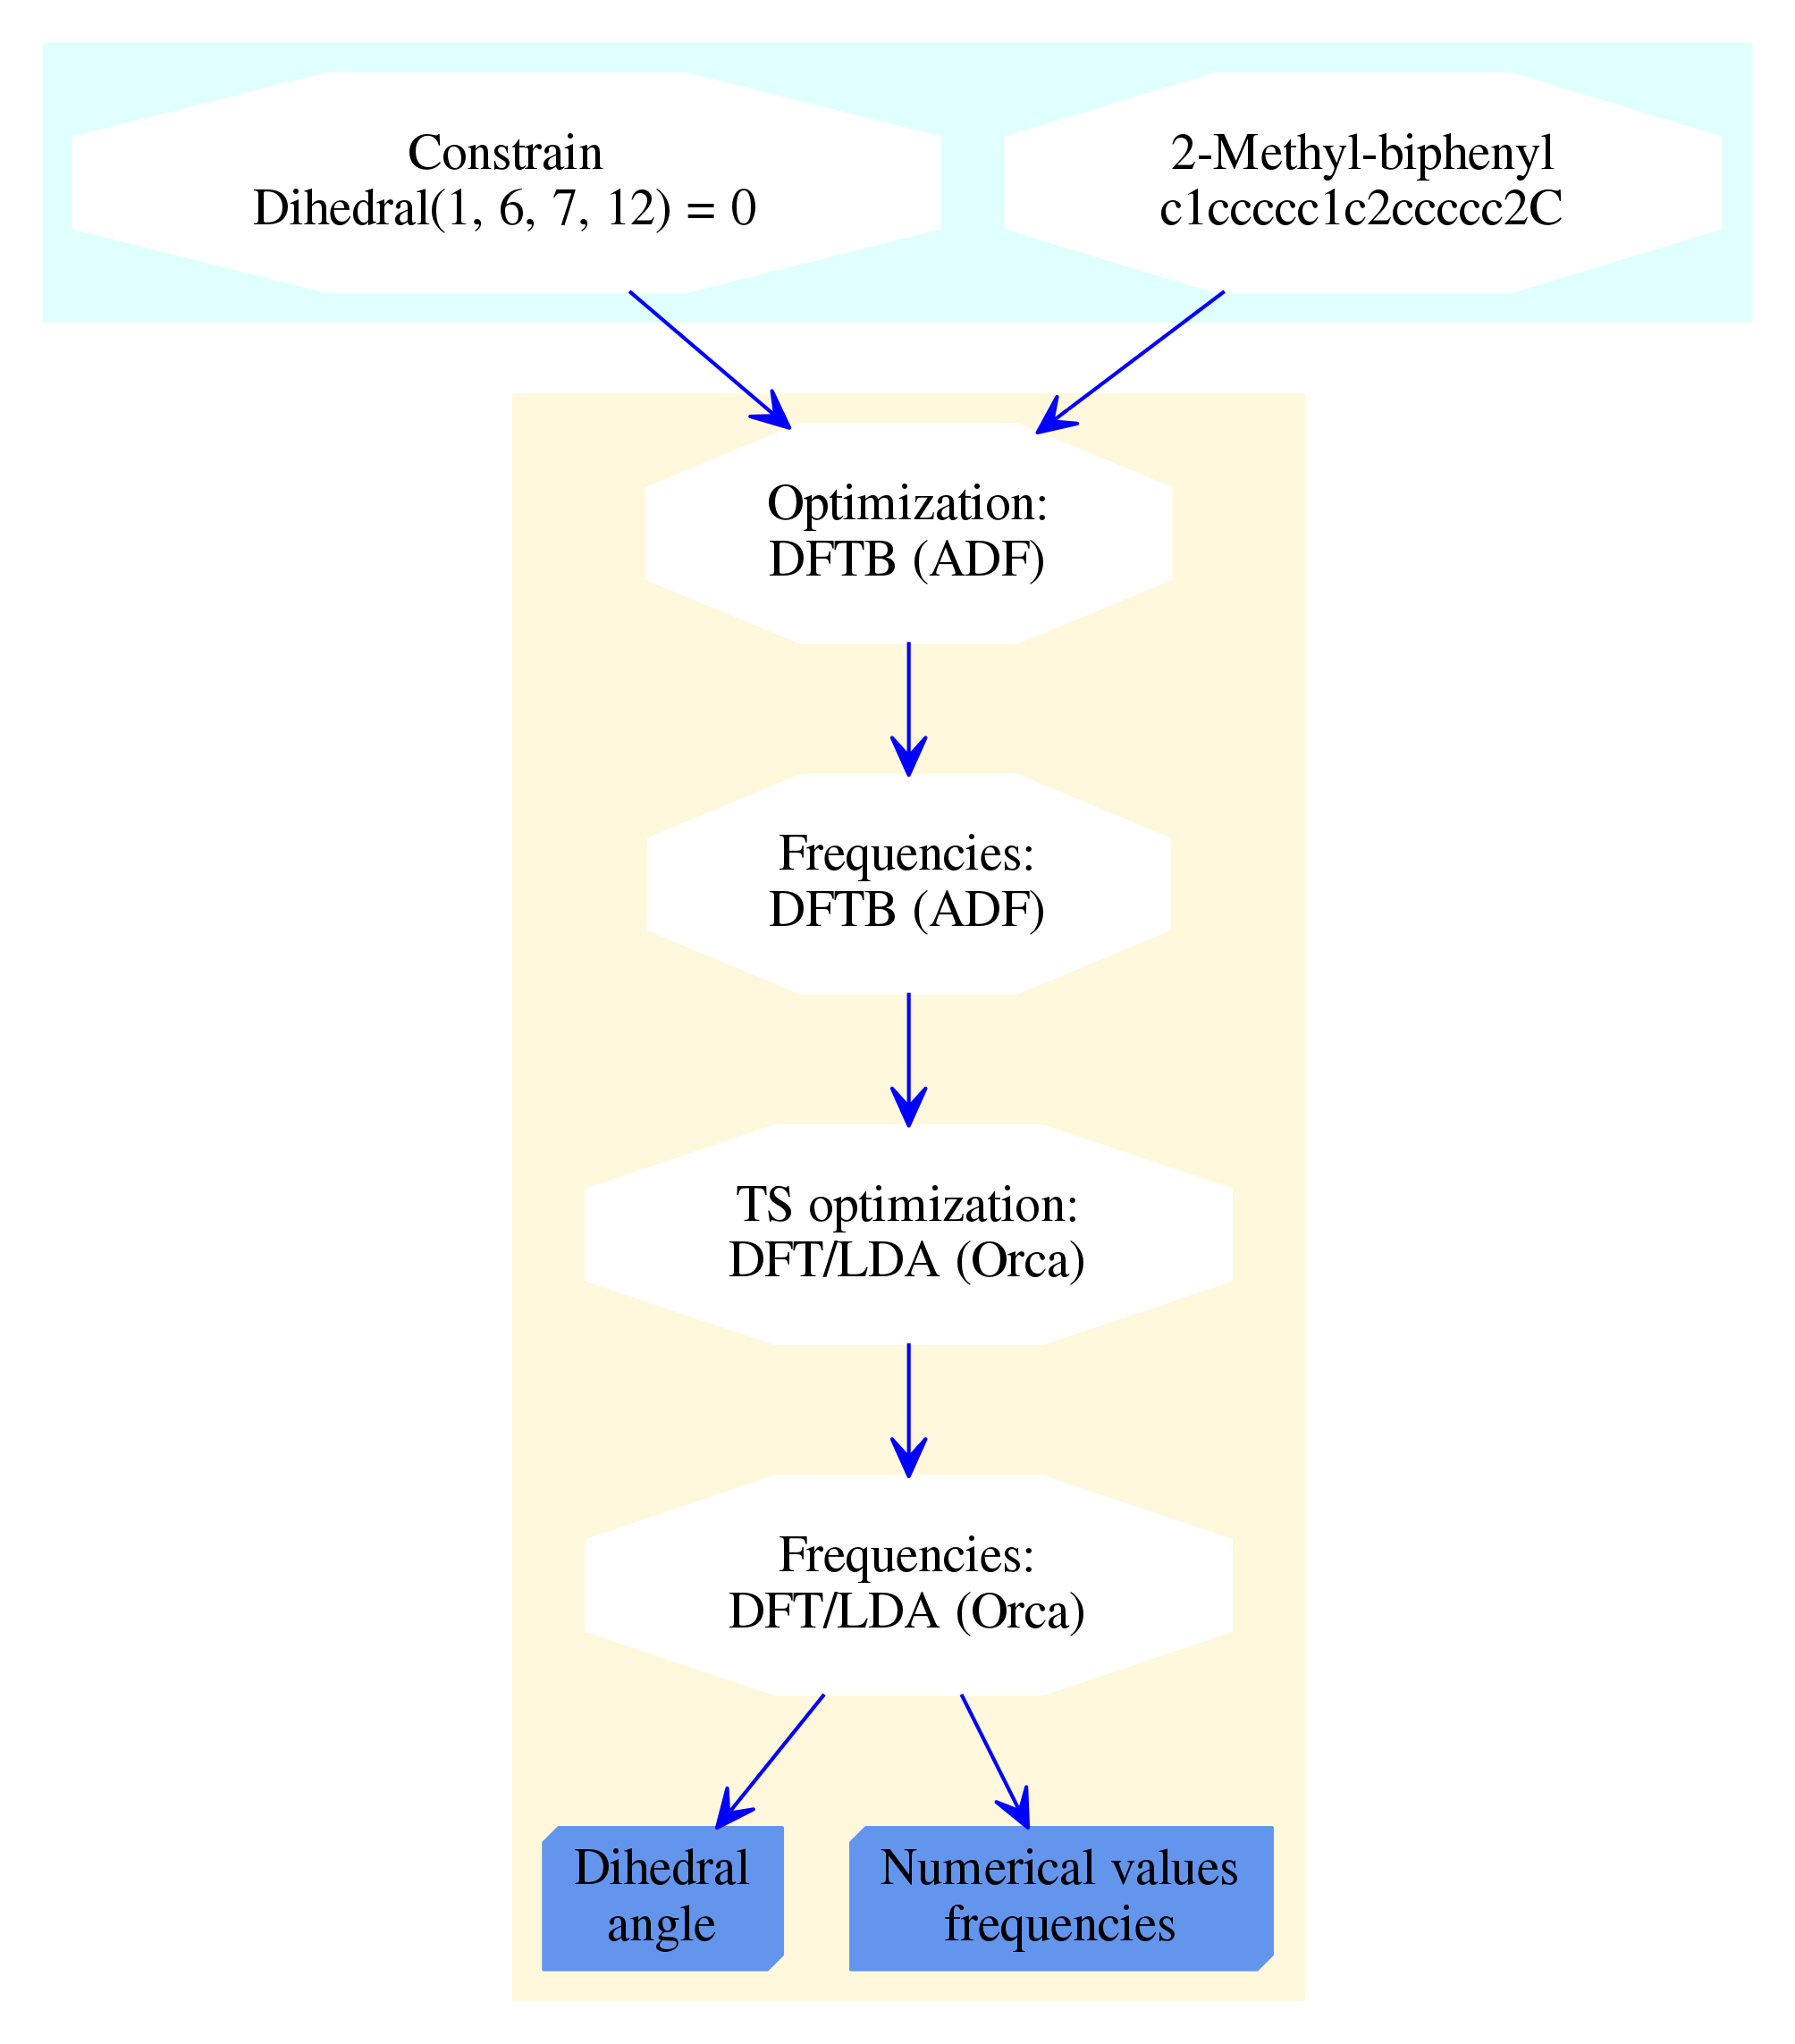 Constrain
Dihedral(1, 6, 7, 12) = 0
2-Methyl-biphenyl
c1ccccc1c2ccccc2C
Optimization:
DFTB (ADF)
Frequencies:
DFTB (ADF)
TS optimization:
DFT/LDA (Orca)
Frequencies:
DFT/LDA (Orca)
Dihedral
angle
Numerical values
frequencies